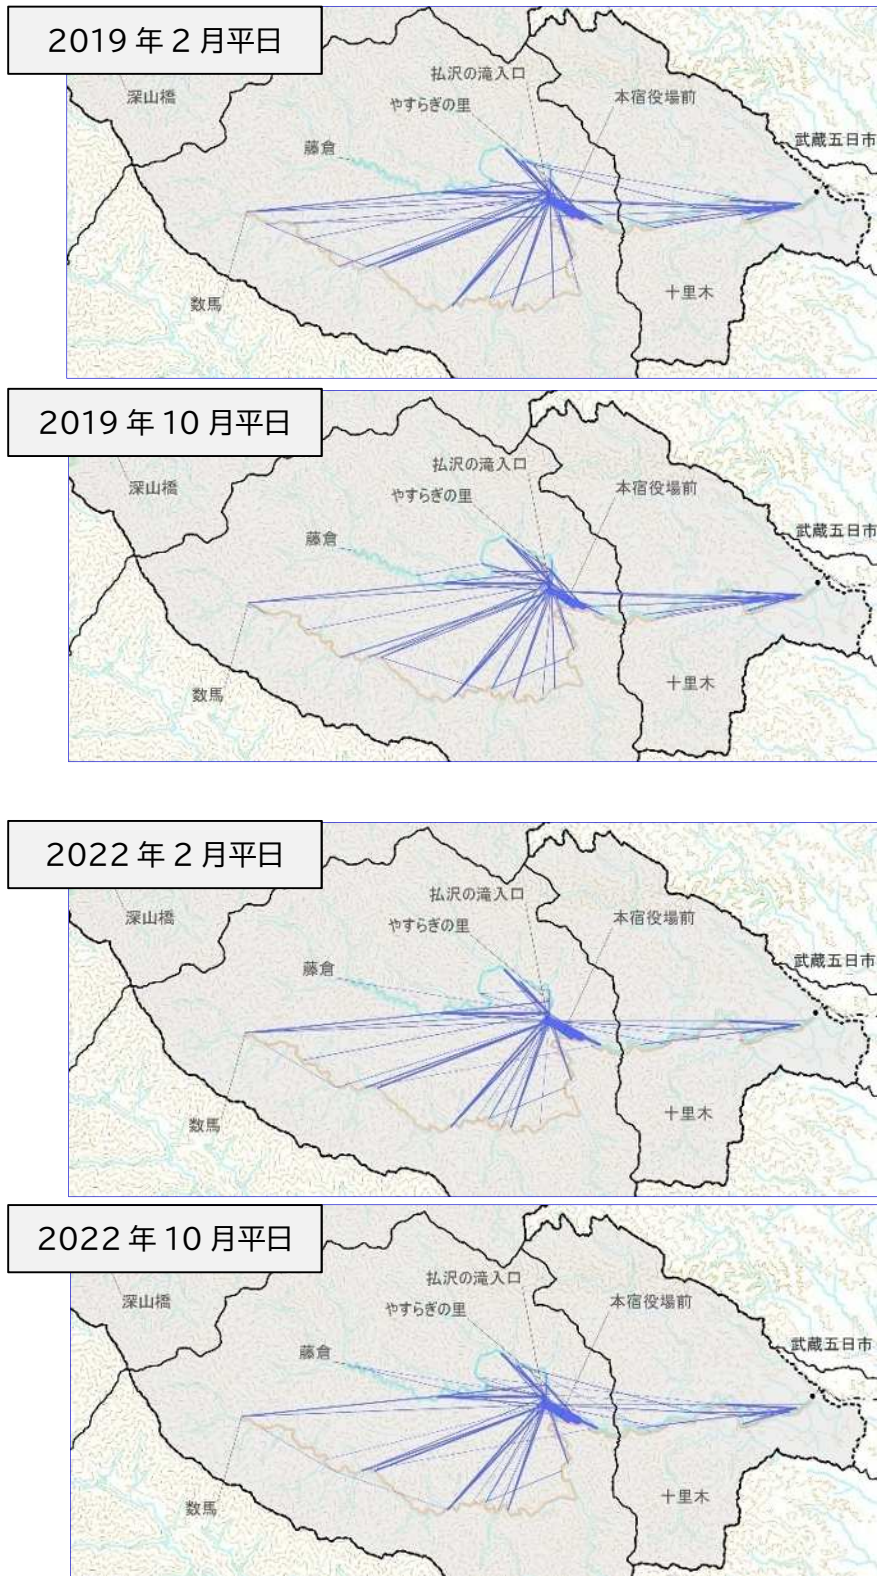 2019年2月平日
払沢の滝入口
深山橋
やすらぎの里
本宿役場前
武蔵五日市
藤倉
数馬
十里木
2019年10月平日
払沢の滝入口
深山橋
やすらぎの里
本宿役場前
武蔵五日市
藤倉
数馬
十里木
2022年2月平日
払沢の滝入口
深山橋
やすらぎの里
本宿役場前
武蔵五日市
藤倉
数馬
十里木
2022年10月平日
払沢の滝入口
深山橋
やすらぎの里
本宿役場前
武蔵五日市
藤倉
数馬
十里木